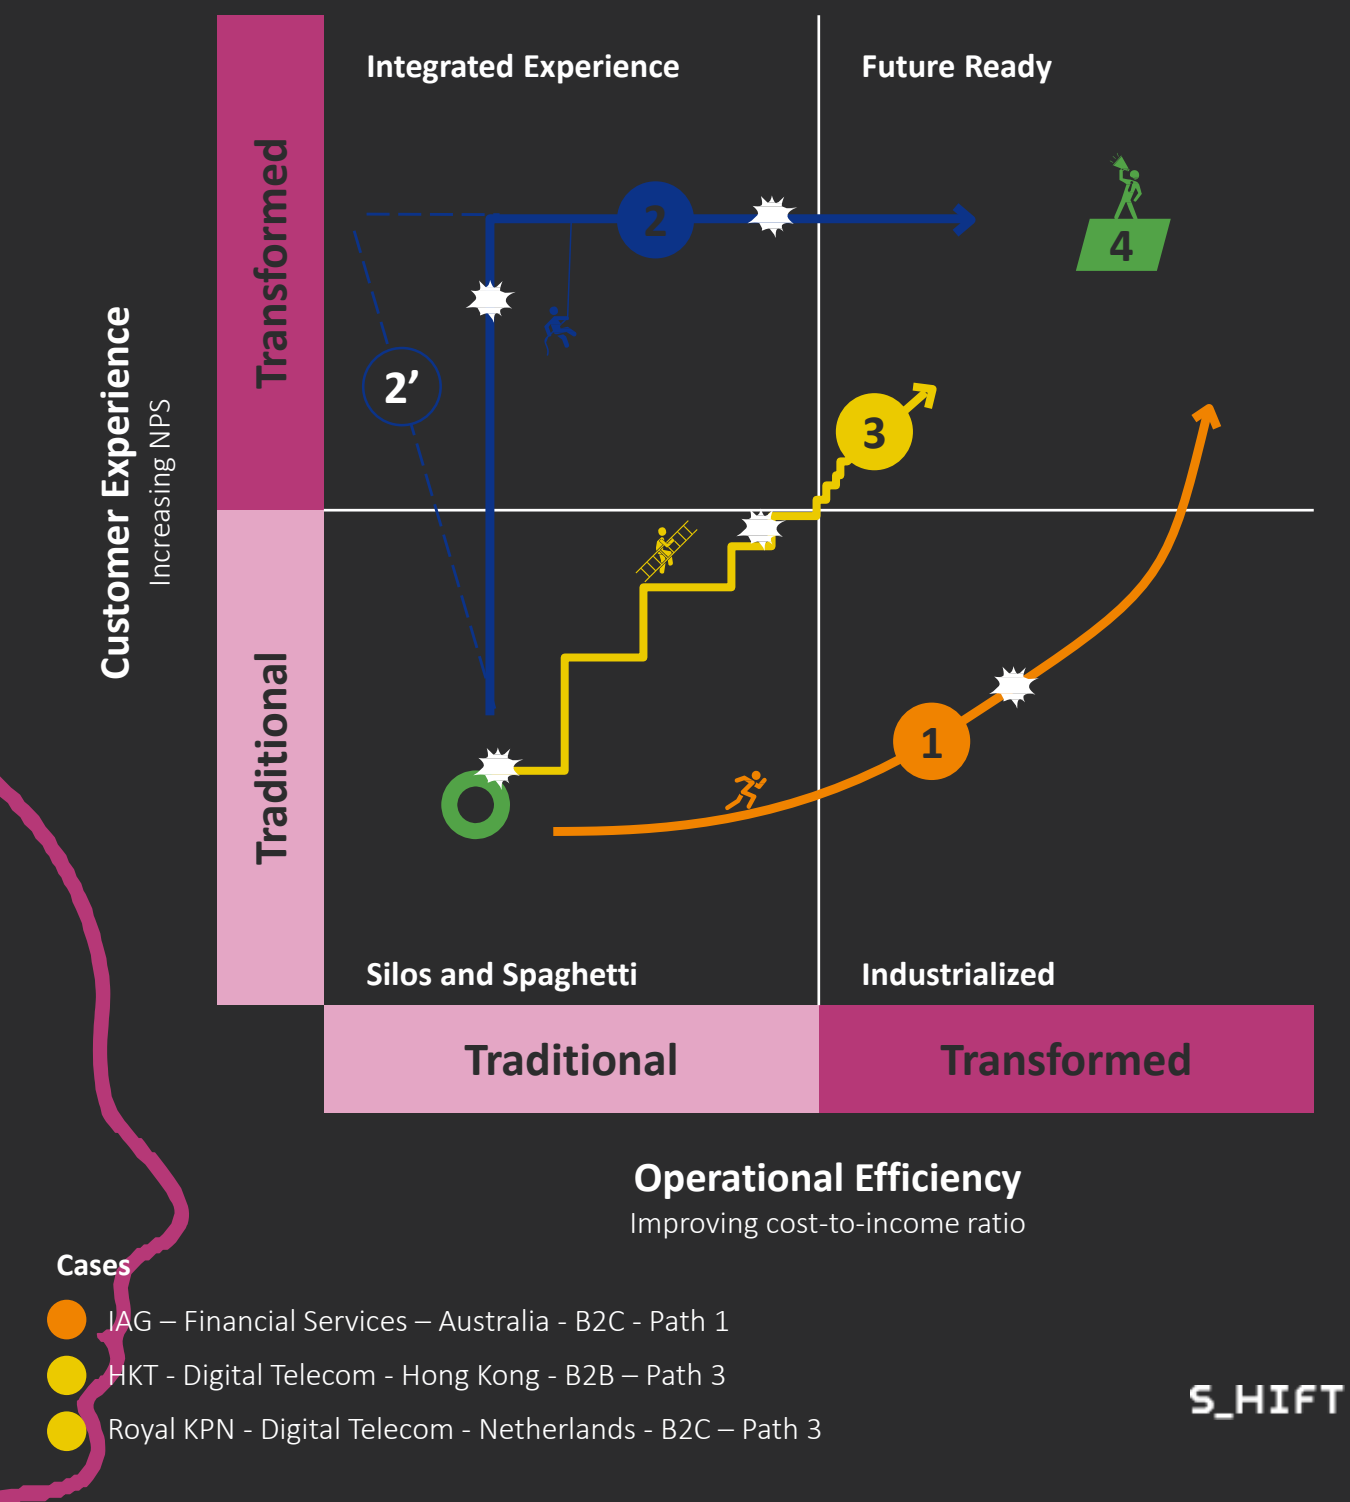 Integrated Experience
Future Ready
Transformed
2
4
2’
Customer Experience
Increasing NPS
3
Traditional
1
Silos and Spaghetti
Industrialized
Traditional
Transformed
Operational Efficiency
Improving cost-to-income ratio
Cases
IAG – Financial Services – Australia - B2C - Path 1
HKT - Digital Telecom - Hong Kong - B2B – Path 3
Royal KPN - Digital Telecom - Netherlands - B2C – Path 3
S_HIFT